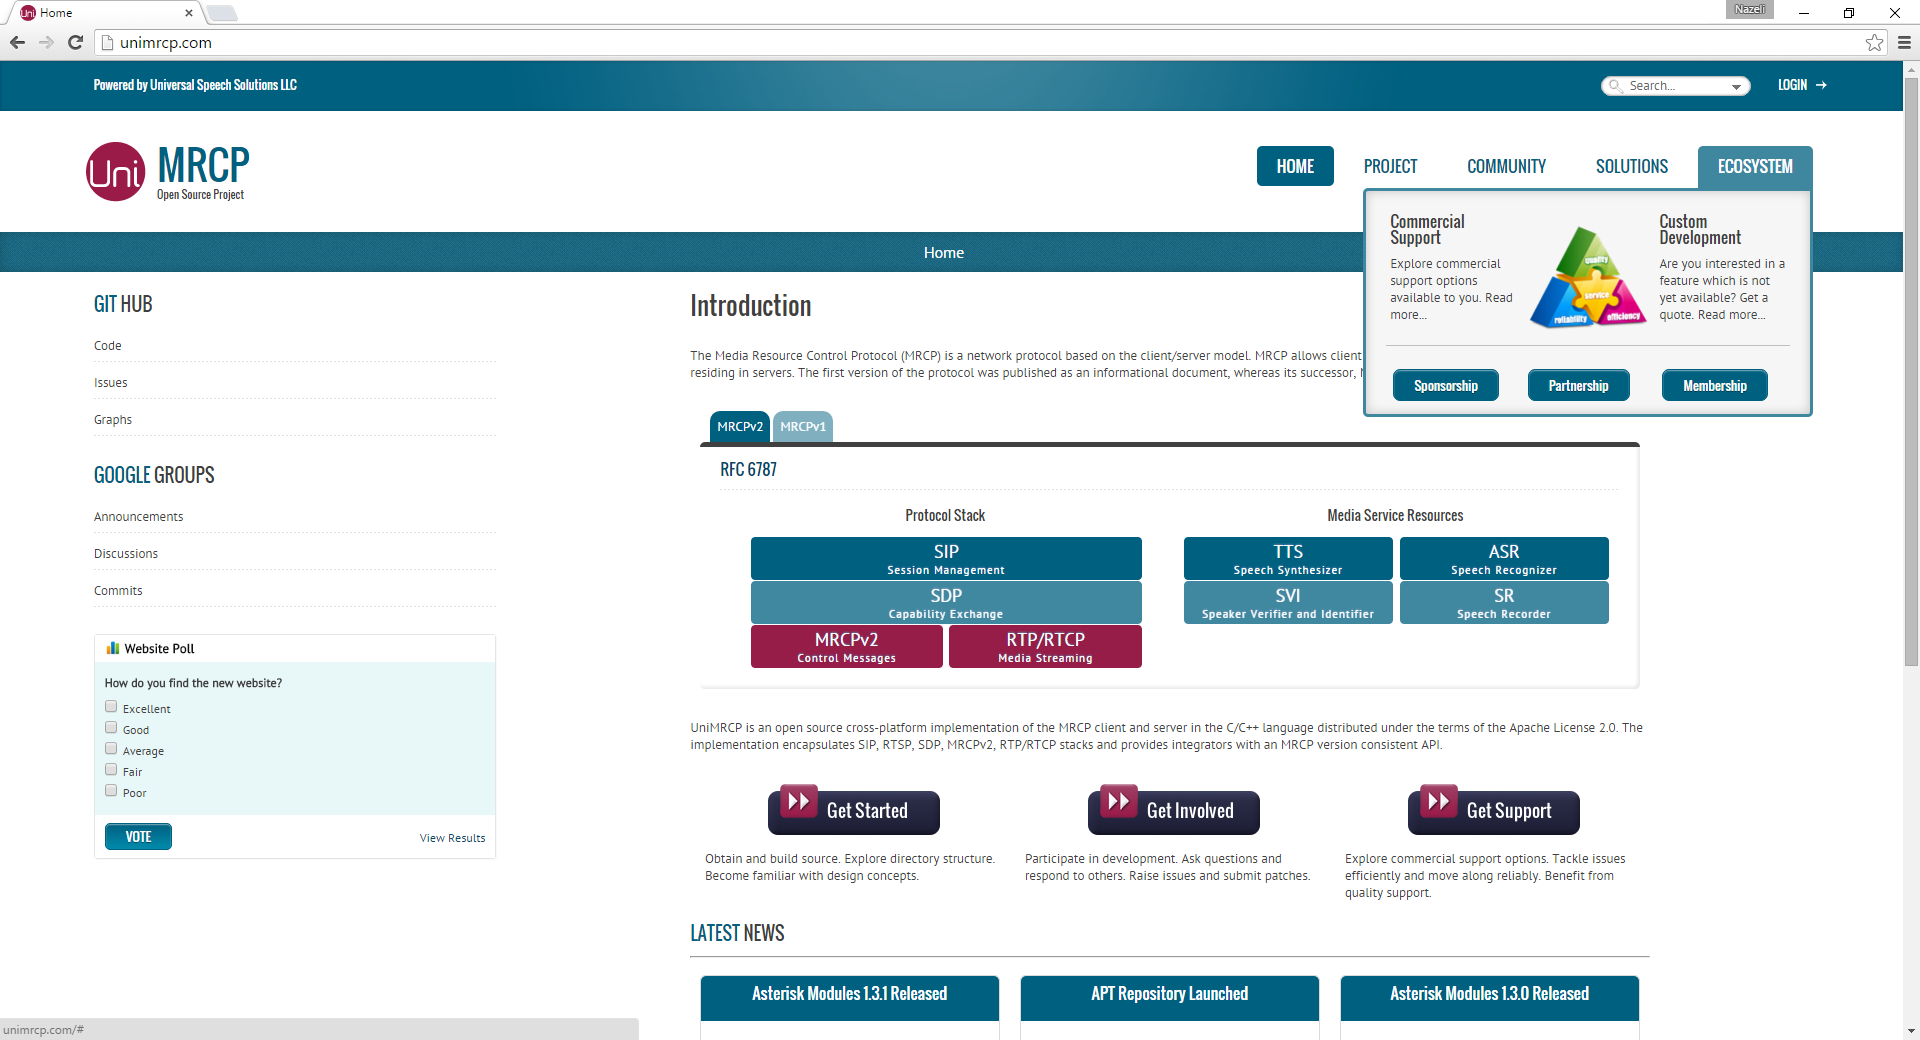 Uni Home
Nazeli
unimrcp.com
Powered by Universal Speech Solutions LLC
Search...
LOGIN
Uni MRCP
Open Source Project
HOME PROJECT COMMUNITY SOLUTIONS ECOSYSTEM
Commercial
Support
Explore commercial
support options
available to you. Read
more...
quality
service
reliability efficiency
Custom
Development
Are you interested in a
feature which is not
yet available? Get a
quote. Read more...
Sponsorship Partnership Membership
Home
GIT HUB
Code
Issues
Graphs
GOOGLE GROUPS
Announcements
Discussions
Commits
Website Poll
How do you find the new website?
Excellent
Good
Average
Fair
Poor
VOTE View Results
Introduction
The Media Resource Control Protocol (MRCP) is a network protocol based on the client/server model. MRCP allows client
residing in servers. The first version of the protocol was published as an informational document, whereas its successor,
MRCPv2 MRCPv1
RFC 6787
Protocol Stack
SIP
Session Management
SDP
Capability Exchange
MRCPv2
Control Messages
RTP/RTCP
Media Streaming
Media Service Resources
TTS
Speech Synthesizer
ASR
Speech Recognizer
SVI
Speaker Verifier and Identifier
SR
Speech Recorder
UniMRCP is an open source cross-platform implementation of the MRCP client and server in the C/C++ language distributed under the terms of the Apache License 2.0. The
implementation encapsulates SIP, RTSP, SDP, MRCPv2, RTP/RTCP stacks and provides integrators with an MRCP version consistent API.
Get Started
Obtain and build source. Explore directory structure.
Become familiar with design concepts.
Get Involved
Participate in development. Ask questions and
respond to others. Raise issues and submit patches.
Get Support
Explore commercial support options. Tackle issues
efficiently and move along reliably. Benefit from
quality support.
LATEST NEWS
Asterisk Modules 1.3.1 Released
APT Repository Launched
Asterisk Modules 1.3.0 Released
unimrcp.com/#